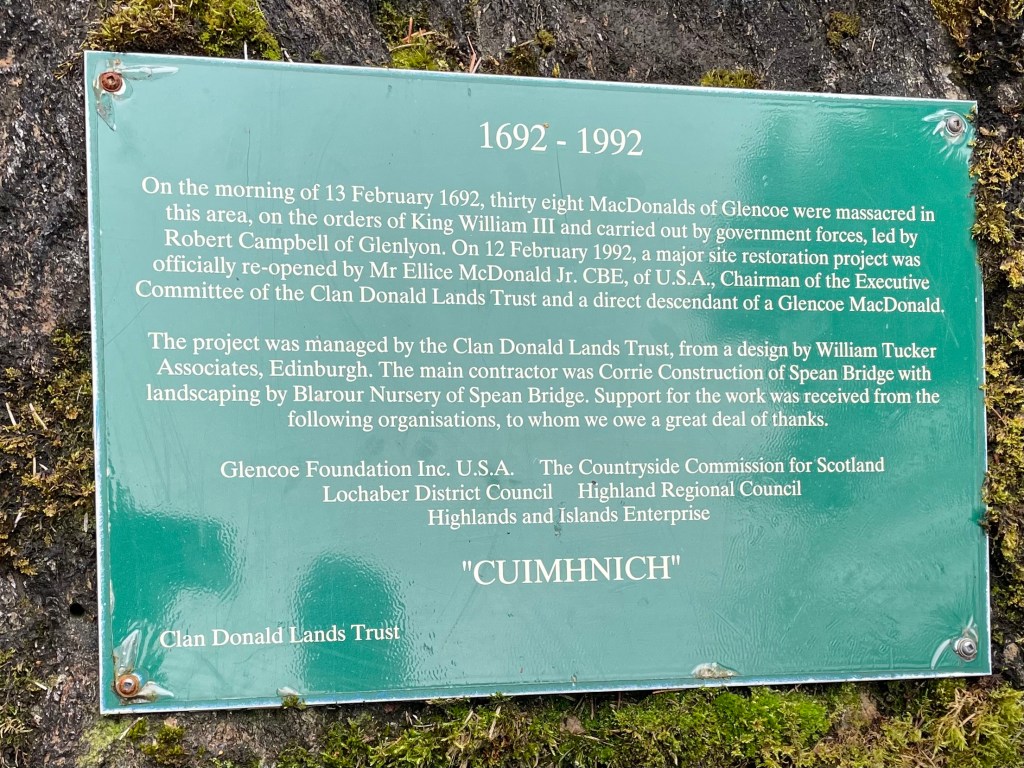 1692 - 1992
On the morning of 13 February 1692, thirty eight MacDonalds of Glencoe were massacred in
this area, on the orders of King William III and carried out by government forces, led by
Robert Campbell of Glenlyon. On 12 February 1992, a major site restoration project was
officially re-opened by Mr Ellice McDonald Jr. CBE, of U.S.A., Chairman of the Executive
Committee of the Clan Donald Lands Trust and a direct descendant of a Glencoe MacDonald.
The project was managed by the Clan Donald Lands Trust, from a design by William Tucker
Associates, Edinburgh. The main contractor was Corrie Construction of Spean Bridge with
landscaping by Blarour Nursery of Spean Bridge. Support for the work was received from the
following organisations, to whom we owe a great deal of thanks.
Glencoe Foundation Inc. U.S.A. The Countryside Commission for Scotland
Lochaber District Council Highland Regional Council
Highlands and Islands Enterprise
"CUIMHNICH"
Clan Donald Lands Trust